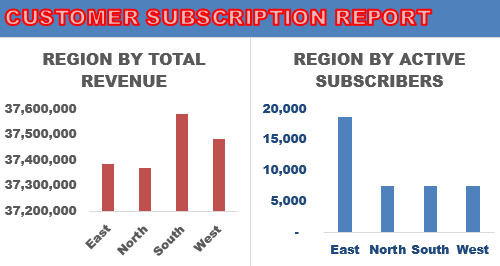 CUSTOMER SUBSCRIPTION REPORT
REGION BY TOTAL
REVENUE
37,600,000
37,500,000
37,400,000
37,300,000
37,200,000
East North South West
REGION BY ACTIVE
SUBSCRIBERS
20,000
15,000
10,000
5,000
-
East North South West